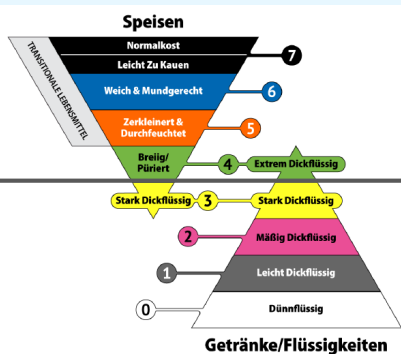 Speisen
TRANSITIONALE LEBENSMITTEL
Normalkost
Leicht Zu Kauen
7
Weich & Mundgerecht
6
Zerkleinert &
Durchfeuchtet
5
Breiig/
Püriert
4
Extrem Dickflüssig
Stark Dickflüssig
3
Stark Dickflüssig
2
Mäßig Dickflüssig
1
Leicht Dickflüssig
0
Dünnflüssig
Getränke/Flüssigkeiten